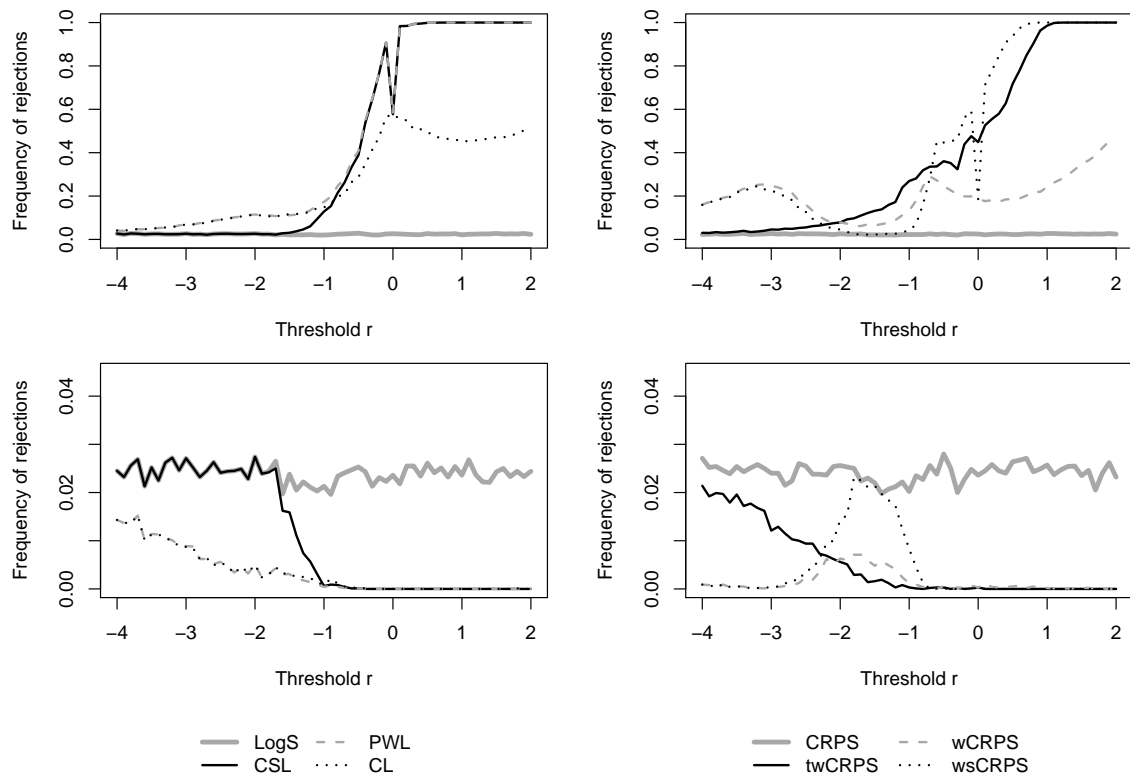 Frequency of rejections
0.0 0.2 0.4 0.6 0.8 1.0
−4 −3 −2 −1 0 1 2
Threshold r
Frequency of rejections
0.0 0.2 0.4 0.6 0.8 1.0
−4 −3 −2 −1 0 1 2
Threshold r
Frequency of rejections
0.00 0.02 0.04
−4 −3 −2 −1 0 1 2
Threshold r
Frequency of rejections
0.00 0.02 0.04
−4 −3 −2 −1 0 1 2
Threshold r
LogS PWL
CSL CL
CRPS wCRPS
twCRPS wsCRPS